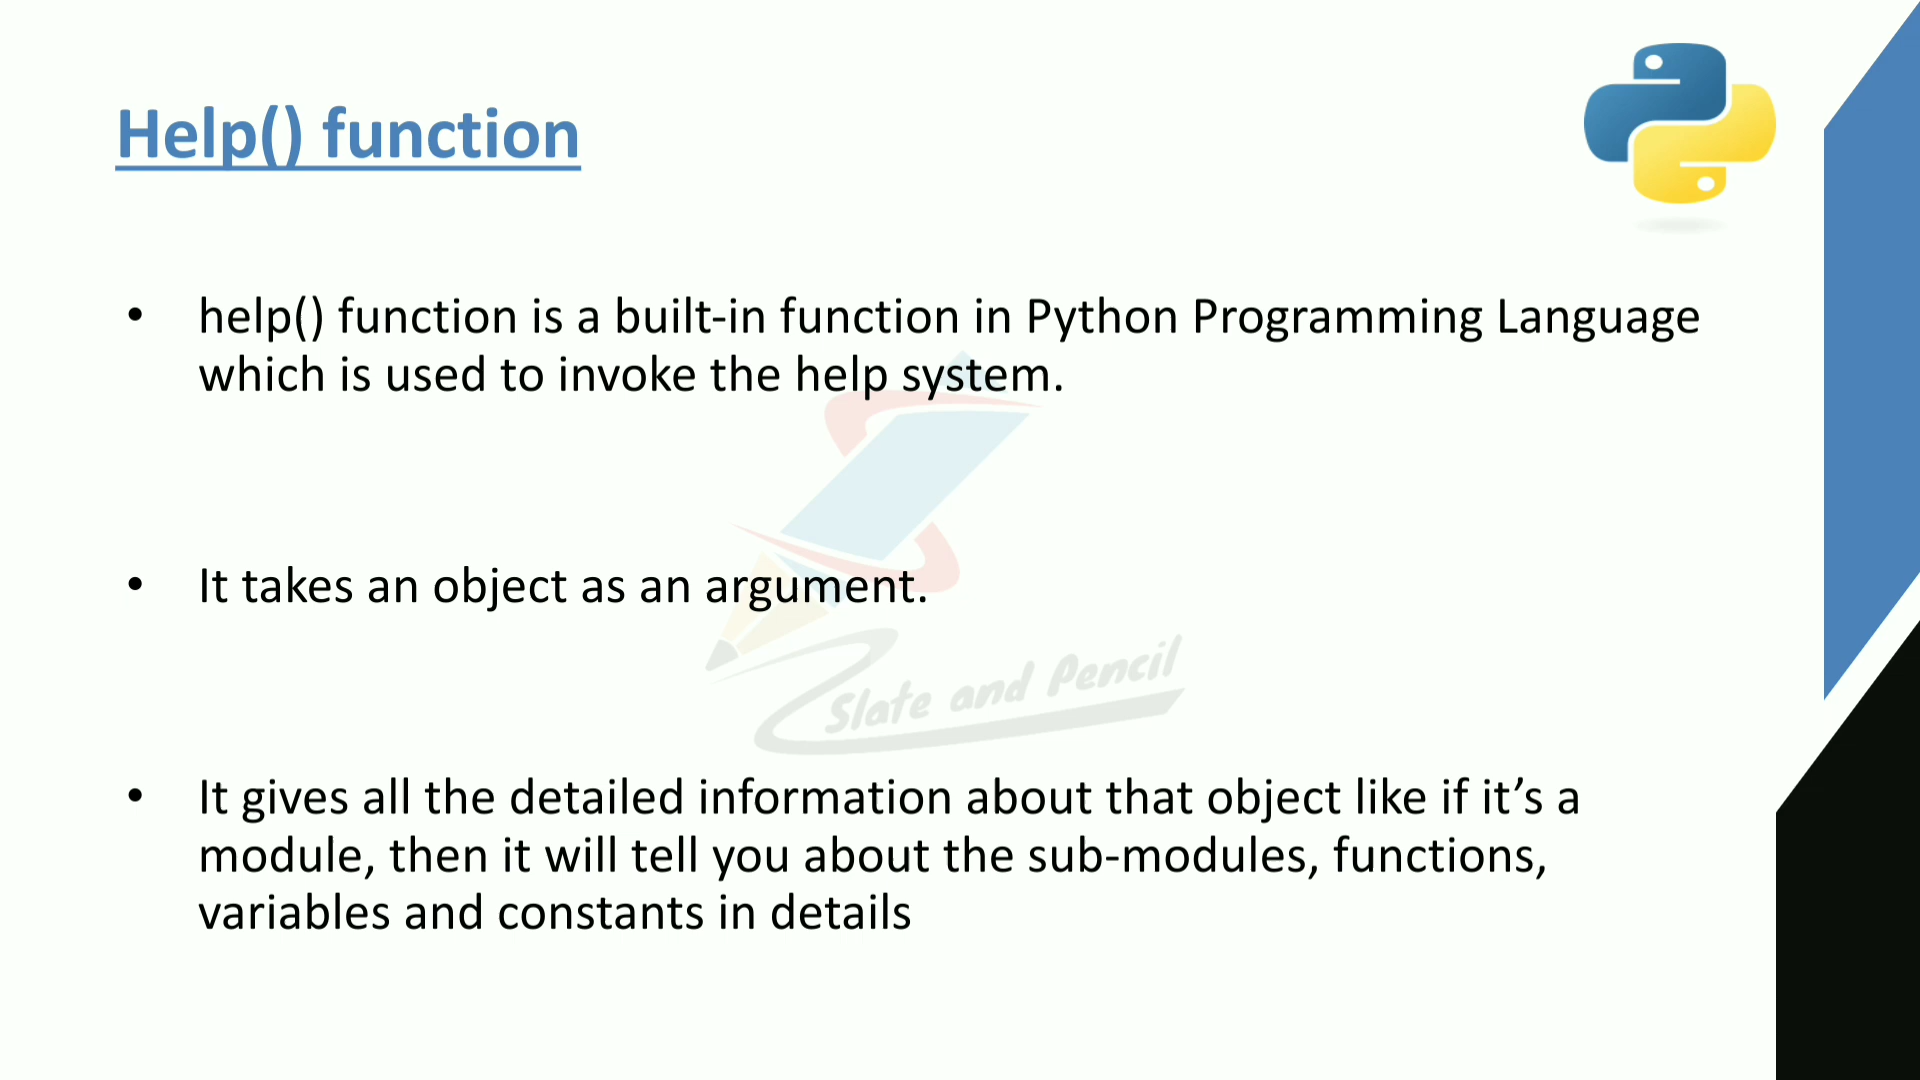 Help() function
• help() function is a built-in function in Python Programming Language
which is used to invoke the help system.
• It takes an object as an argument.
Slate and Pencil
• It gives all the detailed information about that object like if it’s a
module, then it will tell you about the sub-modules, functions,
variables and constants in details